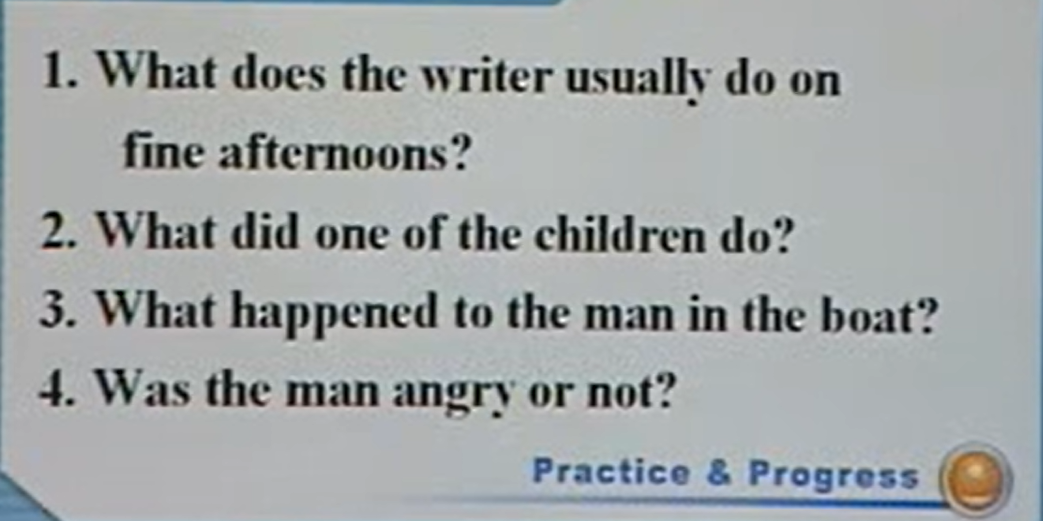 1. What does the writer usually do on
fine afternoons?
2. What did one of the children do?
3. What happened to the man in the boat?
4. Was the man angry or not?
Practice & Progress